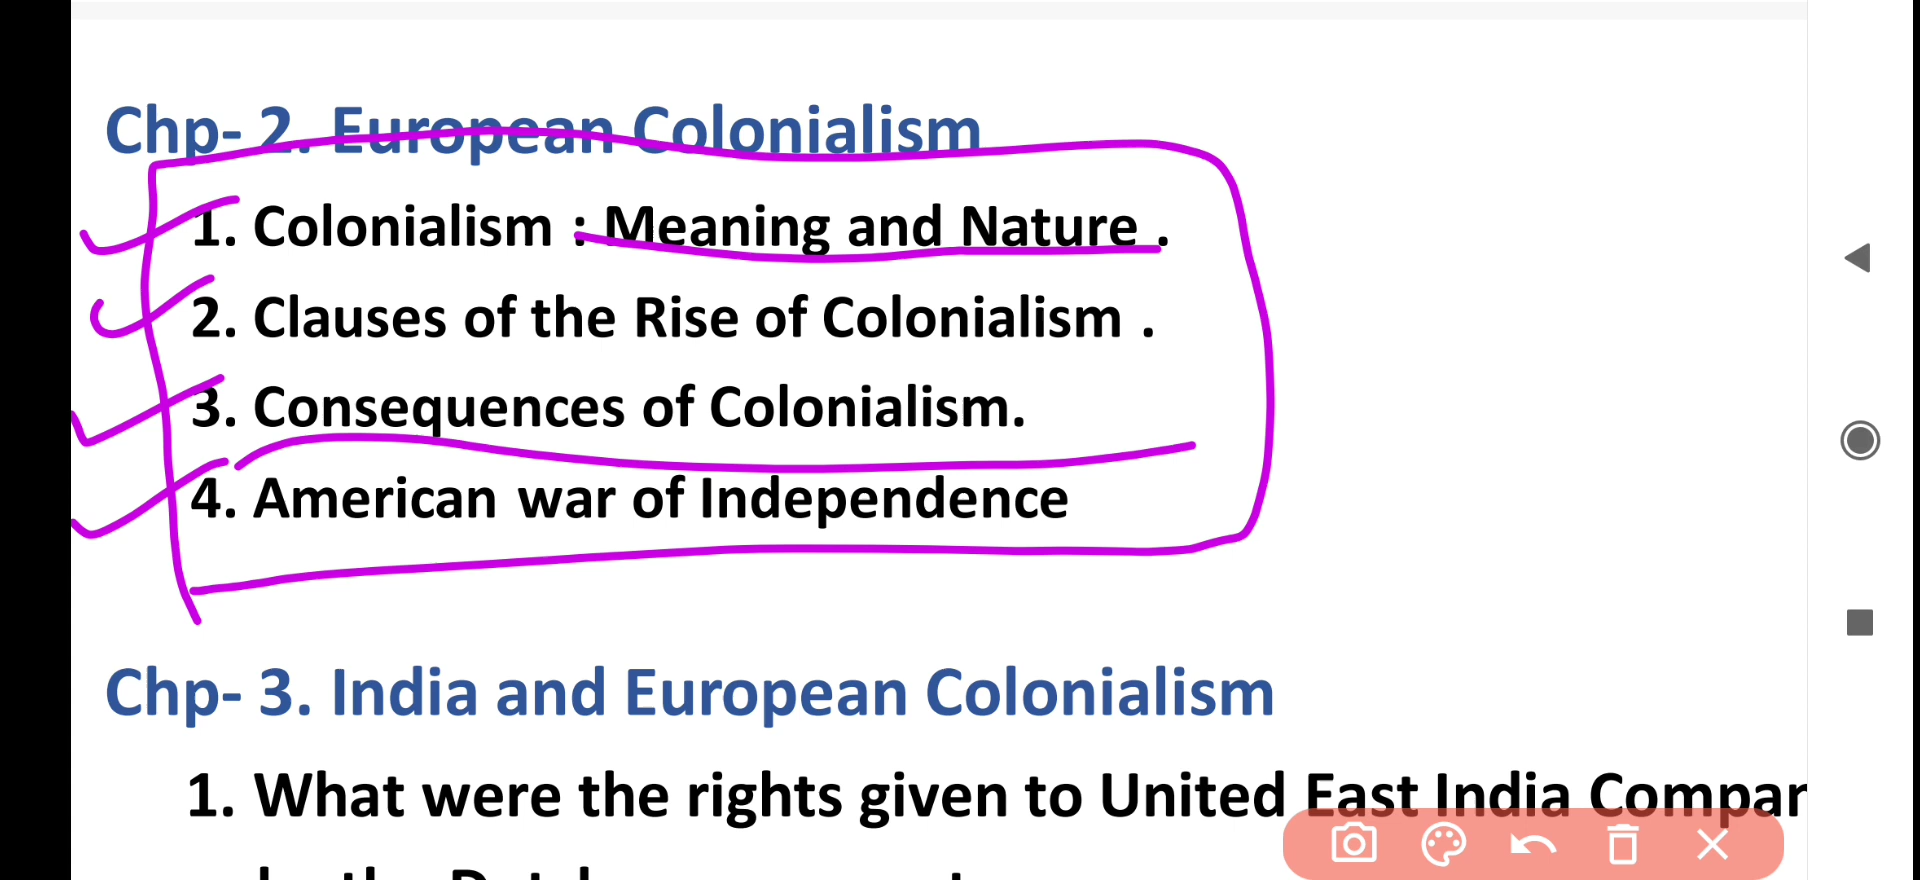 Chp- 2. European Colonialism
1. Colonialism : Meaning and Nature .
2. Clauses of the Rise of Colonialism .
3. Consequences of Colonialism.
4. American war of Independence
Chp- 3. India and European Colonialism
1. What were the rights given to United East India